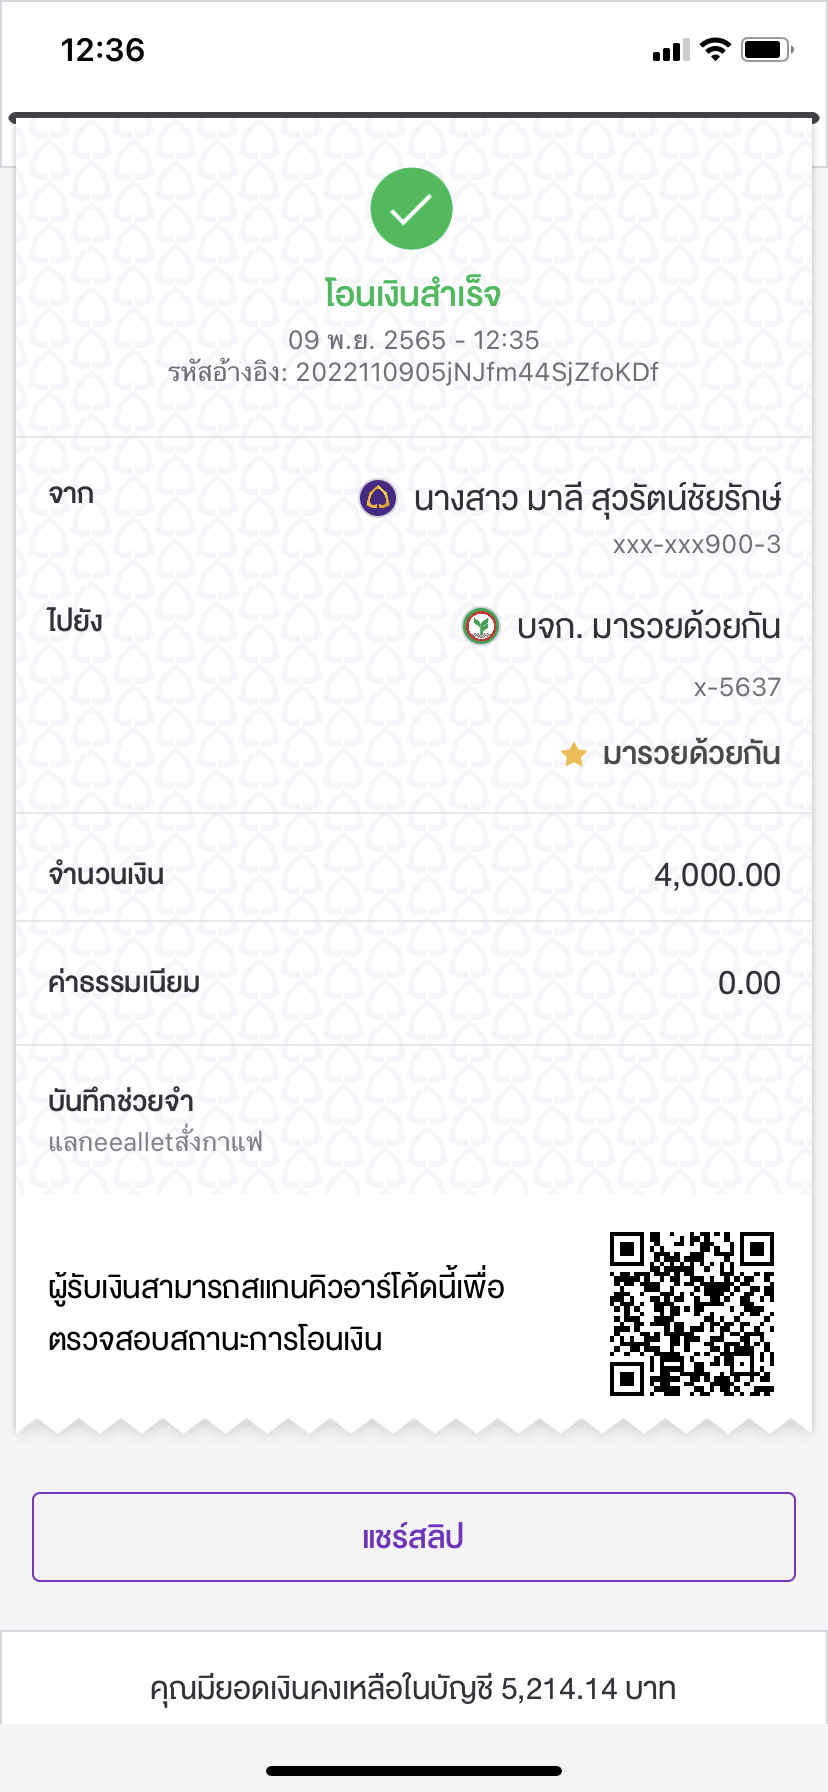 12:36
โอนเงินสำเร็จ
09 พ.ย. 2565 - 12:35
รหัสอ้างอิง: 2022110905jNJfm44SjZfoKDf
จาก
นางสาว มาลี สุวรัตน์ชัยรักษ์
xxx-xxx900-3
ไปยัง
บจก. มารวยด้วยกัน
x-5637
มารวยด้วยกัน
จำนวนเงิน 4,000.00
ค่าธรรมเนียม 0.00
บันทึกช่วยจำ
แลกeealletสั่งกาแฟ
ผู้รับเงินสามารถสแกนคิวอาร์โค้ดนี้เพื่อ
ตรวจสอบสถานะการโอนเงิน
แชร์สลิป
คุณมียอดเงินคงเหลือในบัญชี 5,214.14 บาท